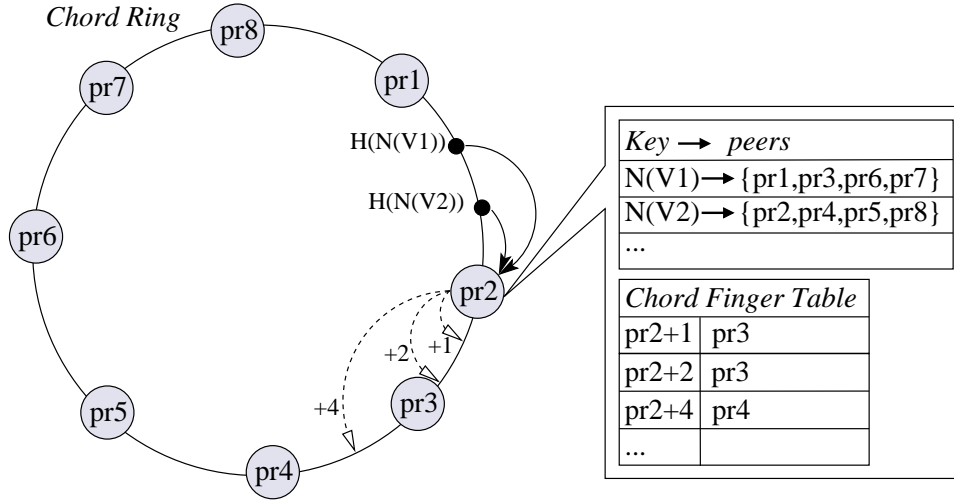 Chord Ring
pr8
pr1
pr7
H(N(V1))
H(N(V2))
pr6
pr2
+1
+2
pr3
+4
pr5
pr4
Key → peers
N(V1) → {pr1,pr3,pr6,pr7}
N(V2) → {pr2,pr4,pr5,pr8}
...
Chord Finger Table
pr2+1 pr3
pr2+2 pr3
pr2+4 pr4
...